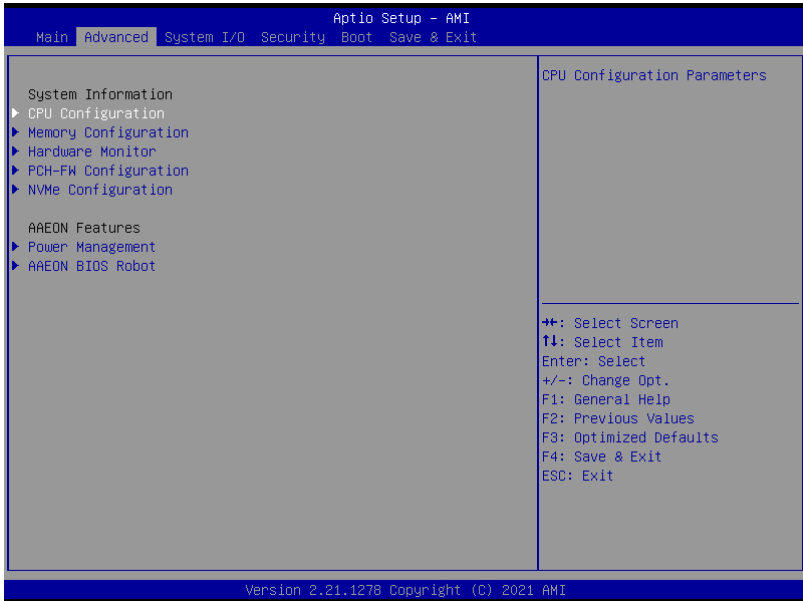 Aptio Setup – AMI
Main Advanced System I/O Security Boot Save & Exit
System Information
CPU Configuration
Memory Configuration
Hardware Monitor
PCH-FW Configuration
NVMe Configuration
AAEON Features
Power Management
AAEON BIOS Robot
CPU Configuration Parameters
→←: Select Screen
↑↓: Select Item
Enter: Select
+/-: Change Opt.
F1: General Help
F2: Previous Values
F3: Optimized Defaults
F4: Save & Exit
ESC: Exit
Version 2.21.1278 Copyright (C) 2021 AMI